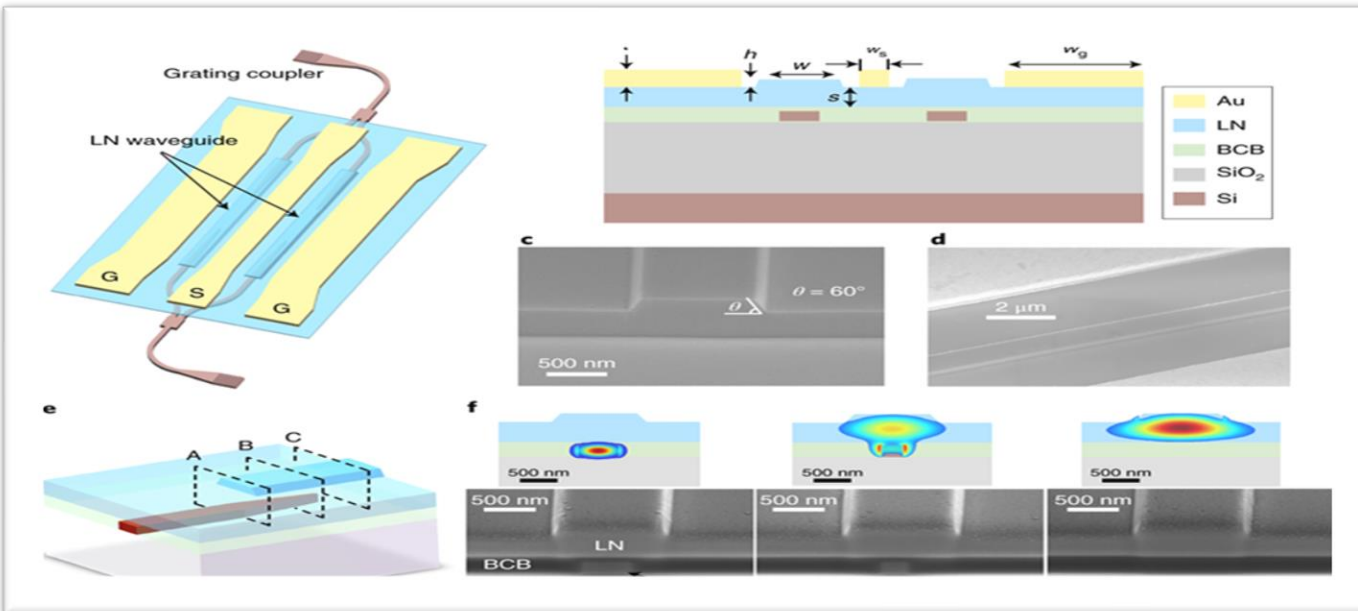 Grating coupler
LN waveguide
G
S
G
h
w
wₛ
w_g
s
Au
LN
BCB
SiO₂
Si
c
θ
θ = 60°
500 nm
d
2 μm
e
A
B
C
f
500 nm
500 nm
500 nm
500 nm
LN
BCB
500 nm
500 nm